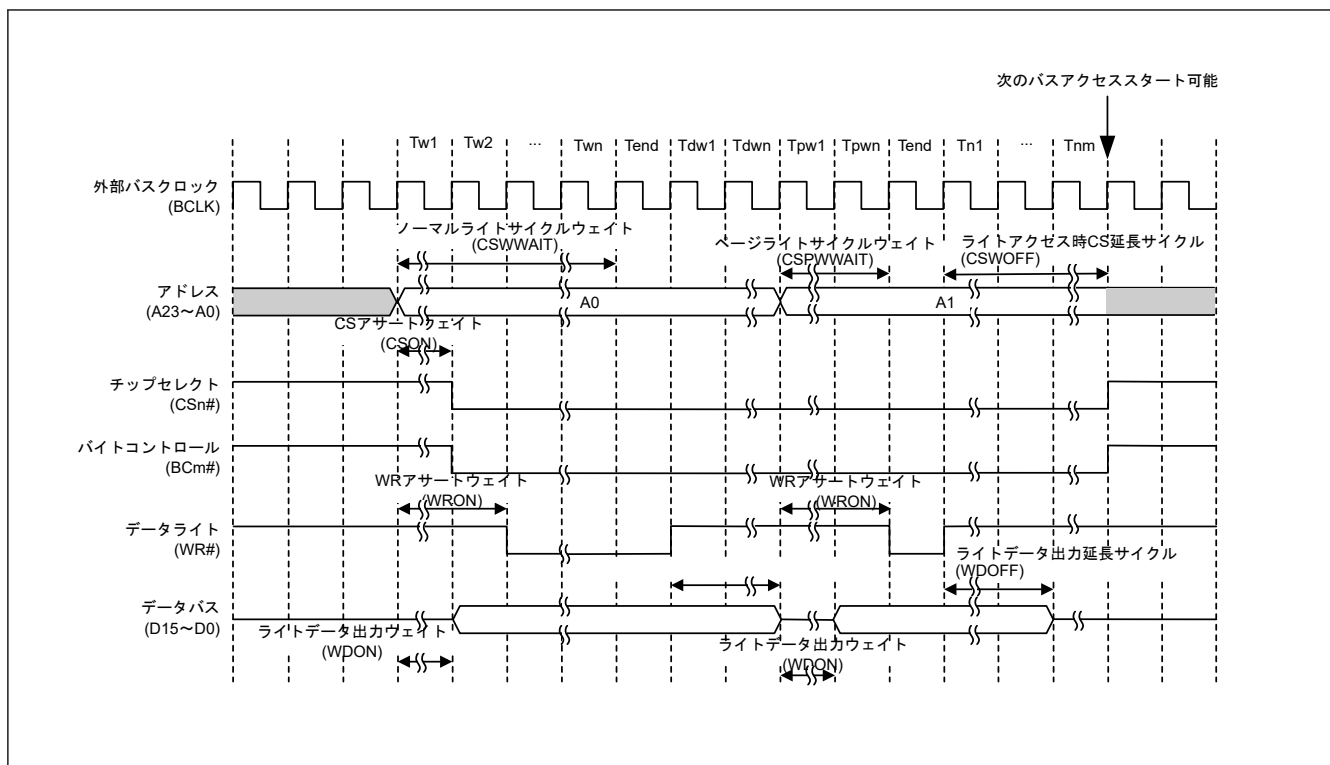 次のバスアクセススタート可能
Tw1 Tw2 ... Twn Tend Tdw1 Tdwn Tpw1 Tpwn Tend Tn1 ... Tnm
外部バスクロック
(BCLK)
ノーマルライトサイクルウェイト
(CSWWAIT)
ページライトサイクルウェイト
(CSPWWAIT)
ライトアクセス時CS延長サイクル
(CSWOFF)
アドレス
(A23～A0)
A0
A1
CSアサートウェイト
(CSON)
チップセレクト
(CSn#)
バイトコントロール
(BCm#)
WRアサートウェイト
(WRON)
WRアサートウェイト
(WRON)
データライト
(WR#)
ライトデータ出力延長サイクル
(WDOFF)
データバス
(D15～D0)
ライトデータ出力ウェイト
(WDON)
ライトデータ出力ウェイト
(WDON)